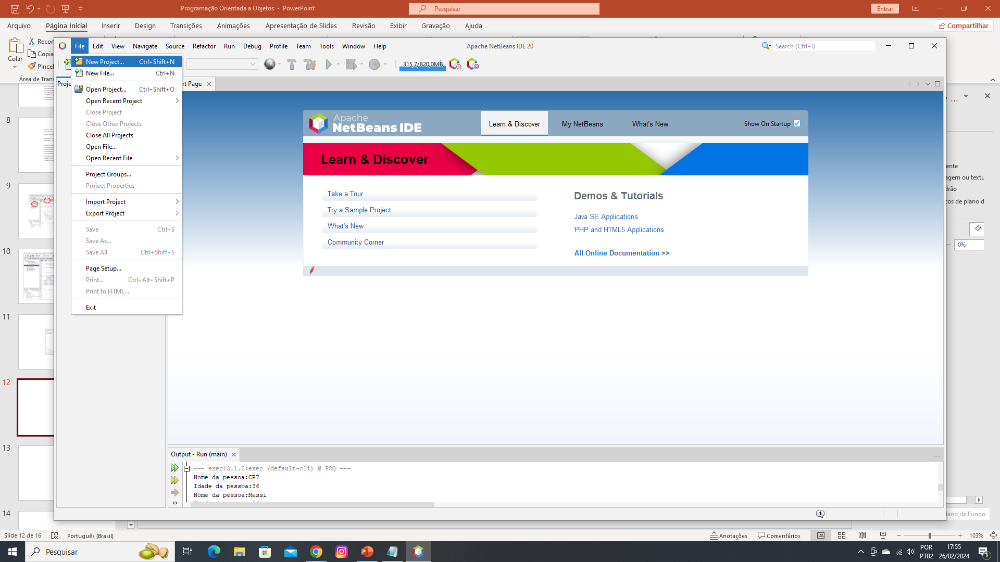 Programação Orientada a Objetos - PowerPoint
Pesquisar
Entrar
Arquivo
Página Inicial
Inserir
Design
Transições
Animações
Apresentação de Slides
Revisão
Exibir
Gravação
Ajuda
Compartilhar
Colar
Recor
Copia
Pincel
Área de Trans
File
Edit
View
Navigate
Source
Refactor
Run
Debug
Profile
Team
Tools
Window
Help
Apache NetBeans IDE 20
Search (Ctrl+I)
315,7/820,0MB
Proje
rt Page
New Project... Ctrl+Shift+N
New File... Ctrl+N
Open Project... Ctrl+Shift+O
Open Recent Project
Close Project
Close Other Projects
Close All Projects
Open File...
Open Recent File
Project Groups...
Project Properties
Import Project
Export Project
Save Ctrl+S
Save As...
Save All Ctrl+Shift+S
Page Setup...
Print... Ctrl+Alt+Shift+P
Print to HTML...
Exit
Apache
NetBeans IDE
Learn & Discover
My NetBeans
What's New
Show On Startup
Learn & Discover
Take a Tour
Try a Sample Project
What's New
Community Corner
Demos & Tutorials
Java SE Applications
PHP and HTML5 Applications
All Online Documentation >>
8
9
10
11
12
13
14
e ...
ente
agem ou textu
drão
cos de plano d
0%
lano de Fundo
Output - Run (main)
--- exec:3.1.0:exec (default-cli) @ POO ---
Nome da pessoa:CR7
Idade da pessoa:36
Nome da pessoa:Messi
1
Slide 12 de 16
Português (Brasil)
Anotações
Comentários
103%
Pesquisar
POR
PTB2
17:55
26/02/2024
1